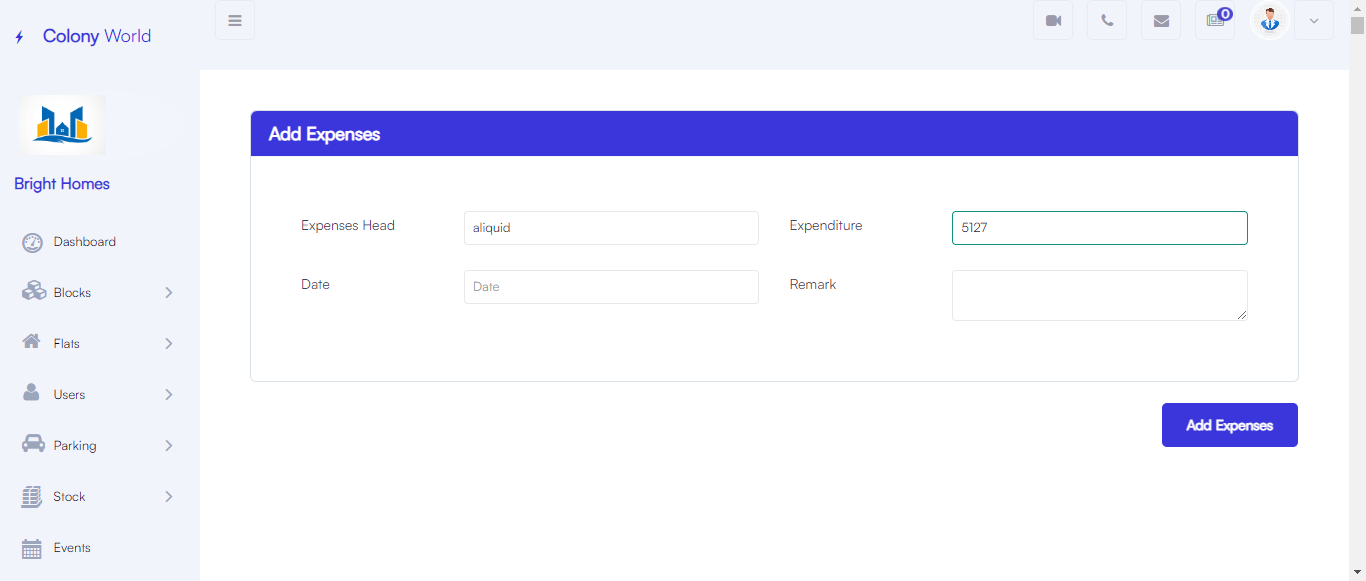 Colony World
0
Bright Homes
Dashboard
Blocks
Flats
Users
Parking
Stock
Events
Add Expenses
Expenses Head
aliquid
Expenditure
5127
Date
Date
Remark
Add Expenses